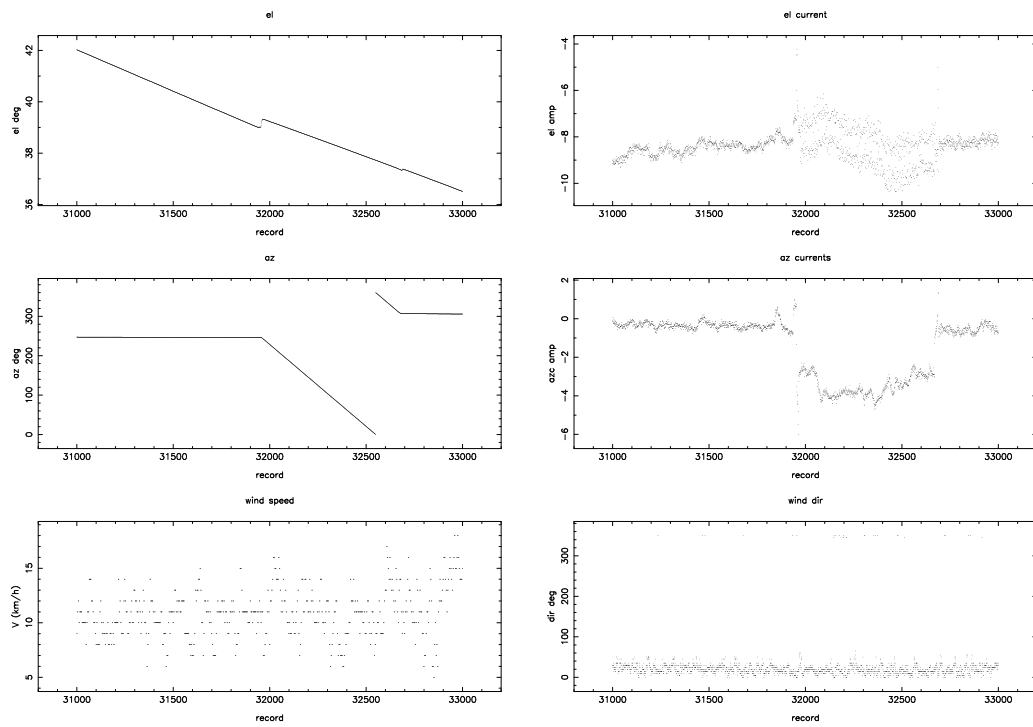 el
el current
42
40
38
36
el deg
31000 31500 32000 32500 33000
record
−4
−6
−8
−10
el amp
31000 31500 32000 32500 33000
record
az
az currents
300
200
100
0
az deg
31000 31500 32000 32500 33000
record
2
0
−2
−4
−6
azc amp
31000 31500 32000 32500 33000
record
wind speed
wind dir
15
10
5
V (km/h)
31000 31500 32000 32500 33000
record
300
200
100
0
dir deg
31000 31500 32000 32500 33000
record